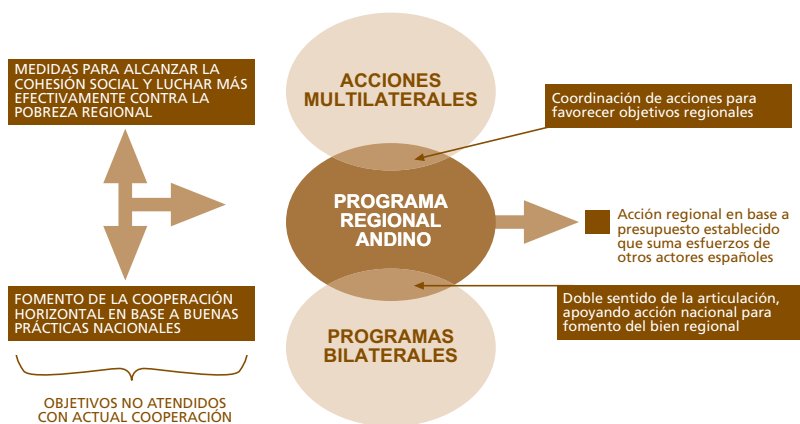 MEDIDAS PARA ALCANZAR LA
COHESIÓN SOCIAL Y LUCHAR MÁS
EFECTIVAMENTE CONTRA LA
POBREZA REGIONAL
FOMENTO DE LA COOPERACIÓN
HORIZONTAL EN BASE A BUENAS
PRÁCTICAS NACIONALES
OBJETIVOS NO ATENDIDOS
CON ACTUAL COOPERACIÓN
ACCIONES
MULTILATERALES
PROGRAMA
REGIONAL
ANDINO
PROGRAMAS
BILATERALES
Coordinación de acciones para
favorecer objetivos regionales
Acción regional en base a
presupuesto establecido
que suma esfuerzos de
otros actores españoles
Doble sentido de la articulación,
apoyando acción nacional para
fomento del bien regional